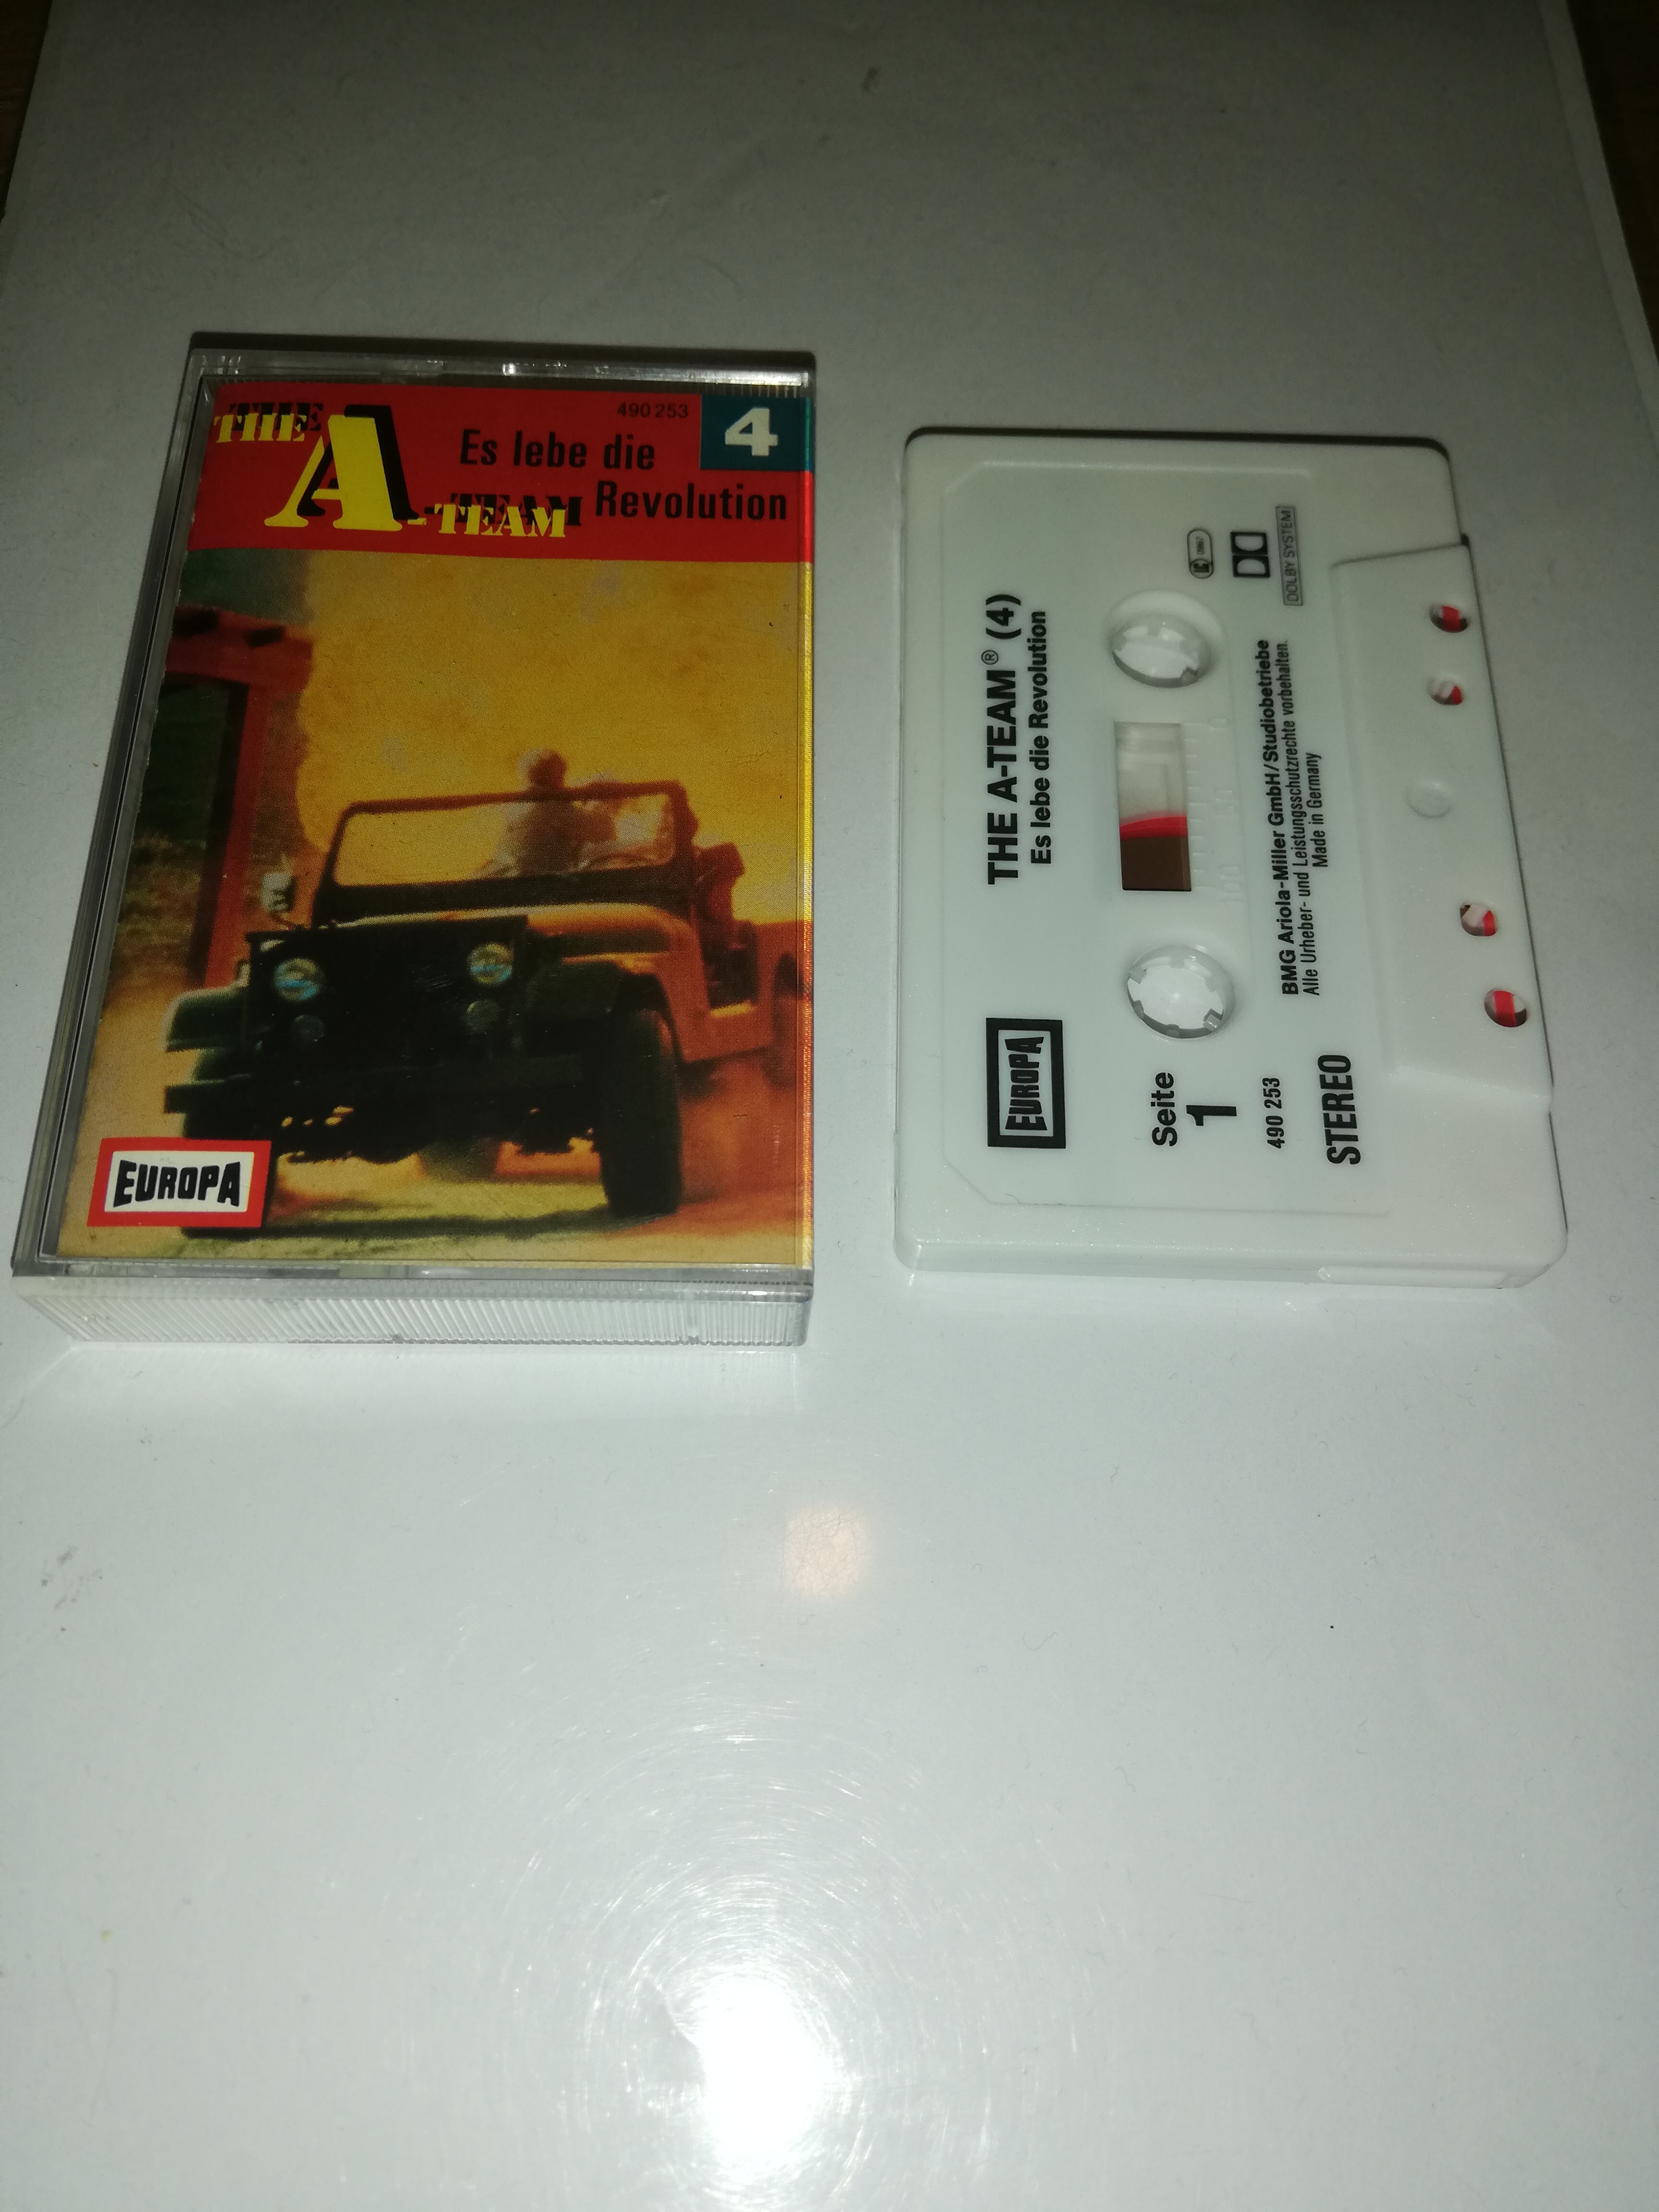 THE
A-TEAM
490 253
4
Es lebe die
Revolution
EUROPA
THE A-TEAM® (4)
Es lebe die Revolution
EUROPA
Seite
1
490 253
STEREO
BMG Ariola-Miller GmbH/Studiobetriebe
Alle Urheber- und Leistungsschutzrechte vorbehalten.
Made in Germany
DOLBY SYSTEM